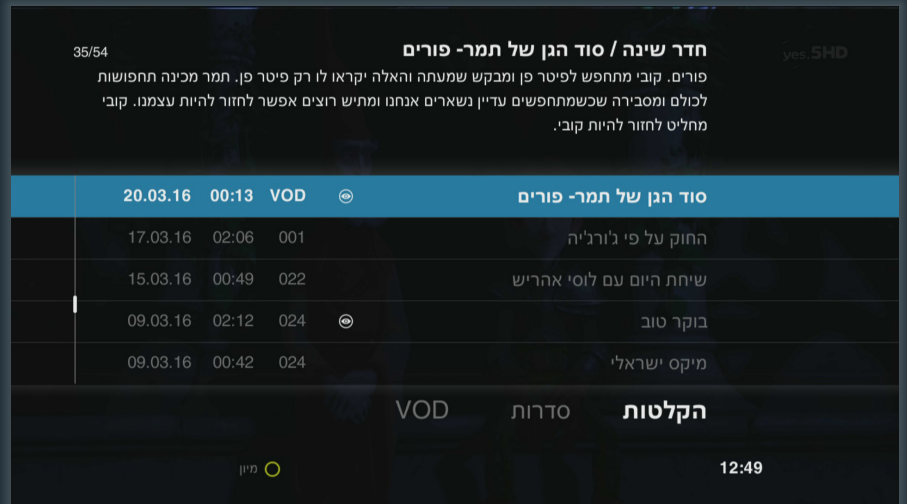 חדר שינה / סוד הגן של תמר- פורים 35/54
yes.5HD
פורים. קובי מתחפש לפיטר פן ומבקש שמעתה והאלה יקראו לו רק פיטר פן. תמר מכינה תחפושות
לכולם ומסבירה שכשמתחפשים עדיין נשארים אנחנו ומתיש רוצים אפשר לחזור להיות עצמנו. קובי
מחליט לחזור להיות קובי.
סוד הגן של תמר- פורים VOD 00:13 20.03.16
החוק על פי ג'ורג'יה 001 02:06 17.03.16
שיחת היום עם לוסי אהריש 022 00:49 15.03.16
בוקר טוב 024 02:12 09.03.16
מיקס ישראלי 024 00:42 09.03.16
הקלטות סדרות VOD
12:49 מיון